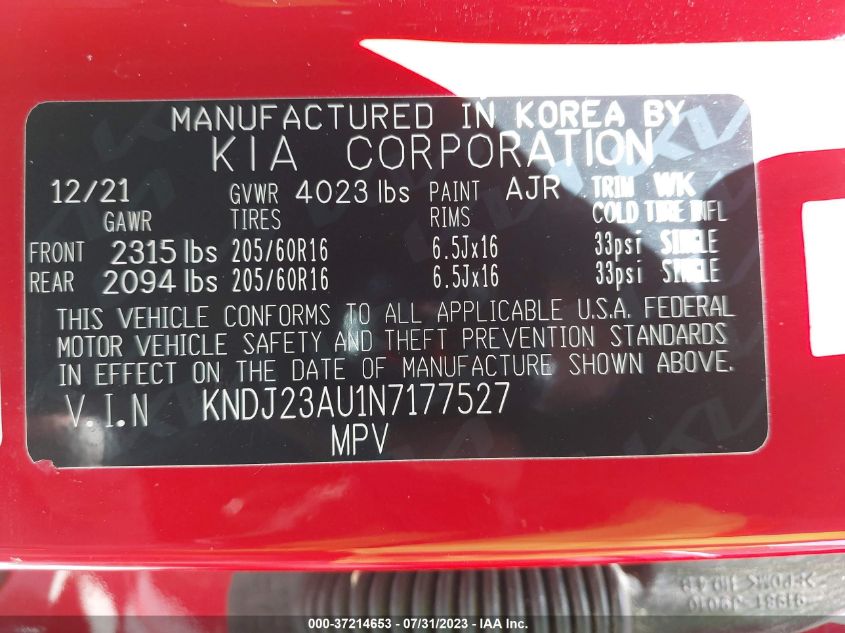 MANUFACTURED IN KOREA BY
KIA CORPORATION
12/21 GVWR 4023 lbs PAINT AJR TRIM WK
GAWR TIRES RIMS COLD TIRE INFL
FRONT 2315 lbs 205/60R16 6.5Jx16 33psi SINGLE
REAR 2094 lbs 205/60R16 6.5Jx16 33psi SINGLE
THIS VEHICLE CONFORMS TO ALL APPLICABLE U.S.A. FEDERAL
MOTOR VEHICLE SAFETY AND THEFT PREVENTION STANDARDS
IN EFFECT ON THE DATE OF MANUFACTURE SHOWN ABOVE.
V.I.N KNDJ23AU1N7177527
MPV
000-37214653 - 07/31/2023 - © IAA Inc.